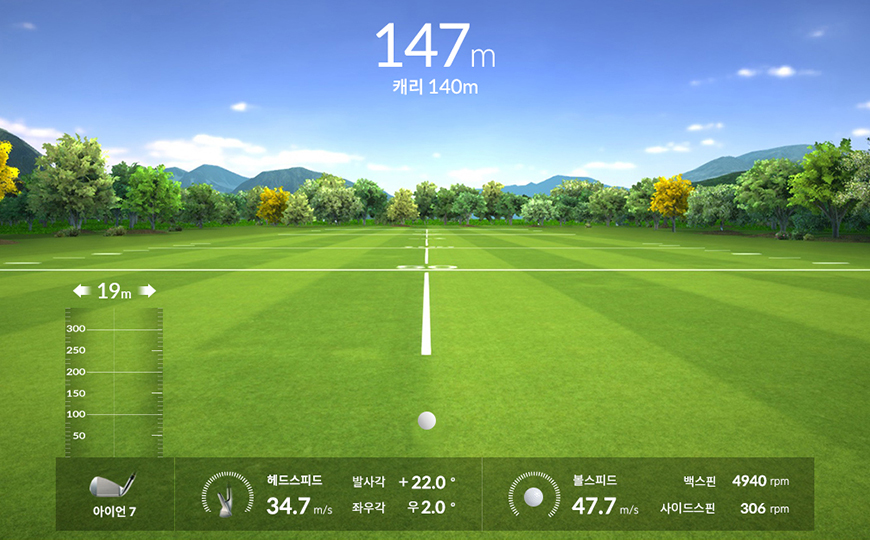 147m
캐리 140m
19m
300
250
200
150
100
50
아이언 7
헤드스피드
34.7 m/s
발사각 +22.0 °
좌우각 우 2.0 °
볼스피드
47.7 m/s
백스핀 4940 rpm
사이드스핀 306 rpm